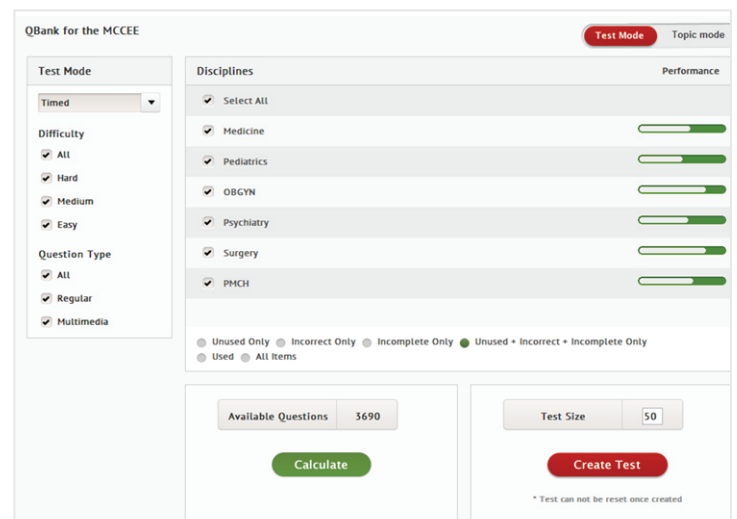 QBank for the MCCEE
Test Mode Topic mode
Test Mode
Timed
Difficulty
All
Hard
Medium
Easy
Question Type
All
Regular
Multimedia
Disciplines Performance
Select All
Medicine
Pediatrics
OBGYN
Psychiatry
Surgery
PMCH
Unused Only Incorrect Only Incomplete Only Unused + Incorrect + Incomplete Only
Used All Items
Available Questions 3690
Calculate
Test Size 50
Create Test
* Test can not be reset once created